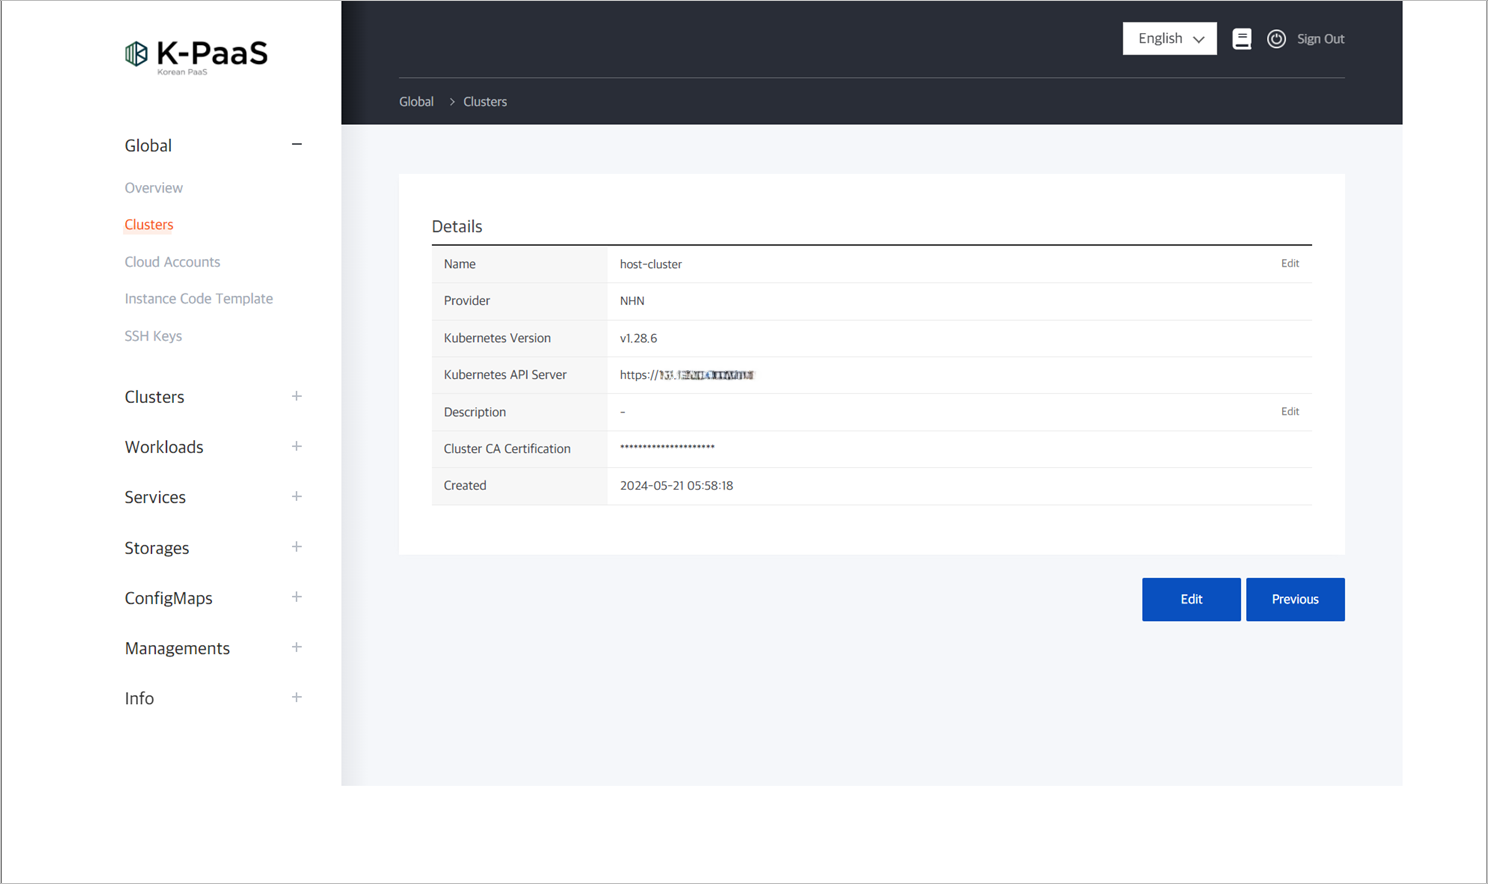 K-PaaS
Korean PaaS
English
Sign Out
Global > Clusters
Global
Overview
Clusters
Cloud Accounts
Instance Code Template
SSH Keys
Clusters
Workloads
Services
Storages
ConfigMaps
Managements
Info
Details
Name host-cluster Edit
Provider NHN
Kubernetes Version v1.28.6
Kubernetes API Server https://
Description - Edit
Cluster CA Certification *********************
Created 2024-05-21 05:58:18
Edit Previous